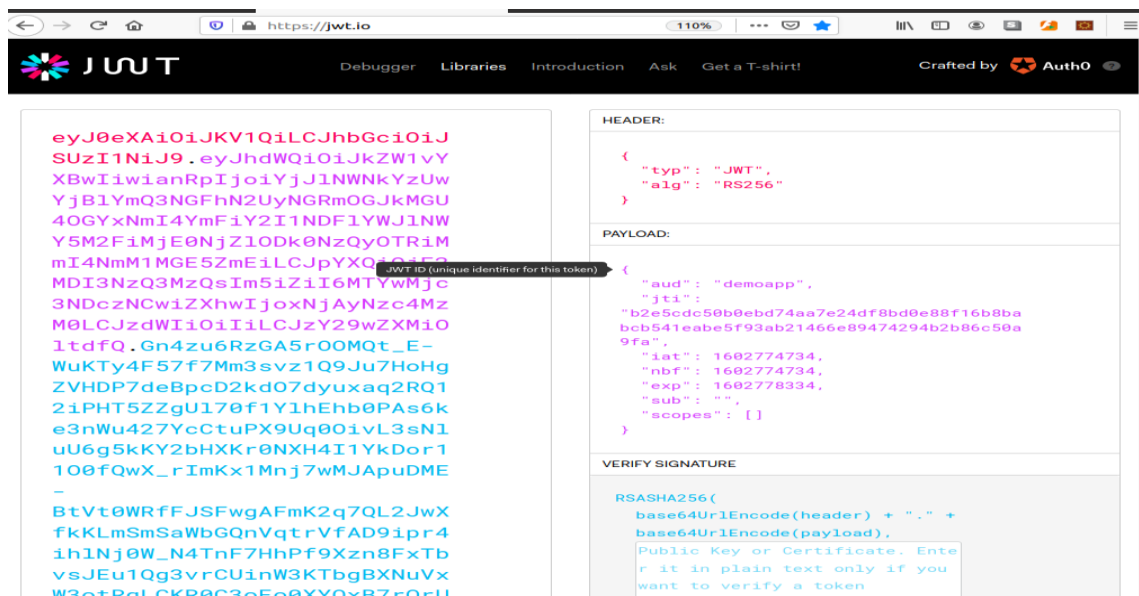 https://jwt.io
110%
JWT
Debugger Libraries Introduction Ask Get a T-shirt! Crafted by Auth0 ?
eyJ0eXAiOiJKV1QiLCJhbGciOiJ
SUzI1NiJ9.eyJhdWQiOiJkZW1vY
XBwIiwianRpIjoiYjJlNWNkYzUw
YjBlYmQ3NGFhN2UyNGRmOGJkMGU
4OGYxNmI4YmFiY2I1NDFlYWJlNW
Y5M2FiMjE0NjZlODk0NzQyOTRiM
mI4NmM1MGE5ZmEiLCJpYXQiOjE2
MDI3NzQ3MzQsIm5iZiI6MTYwMjc
3NDczNCwiZXhwIjoxNjAyNzc4Mz
M0LCJzdWIiOiIiLCJzY29wZXMiO
ltdfQ.Gn4zu6RzGA5rOOMQt_E-
WuKTy4F57f7Mm3svz1Q9Ju7HoHg
ZVHDP7deBpcD2kdO7dyuxaq2RQ1
2iPHT5ZZgUl70f1YlhEhb0PAs6k
e3nWu427YcCtuPX9Uq0OivL3sNl
uU6g5kKY2bHXKr0NXH4I1YkDor1
1O0fQwX_rImKx1Mnj7wMJApuDME
-
BtVt0WRfFJSFwgAFmK2q7QL2JwX
fkKLmSmSaWbGQnVqtrVfAD9ipr4
ihlNj0W_N4TnF7HhPf9Xzn8FxTb
vsJEu1Qg3vrCUinW3KTbgBXNuVx
JWT ID (unique identifier for this token)
HEADER:
{
"typ": "JWT",
"alg": "RS256"
}
PAYLOAD:
{
"aud": "demoapp",
"jti":
"b2e5cdc50b0ebd74aa7e24df8bd0e88f16b8ba
bcb541eabe5f93ab21466e89474294b2b86c50a
9fa",
"iat": 1602774734,
"nbf": 1602774734,
"exp": 1602778334,
"sub": "",
"scopes": []
}
VERIFY SIGNATURE
RSASHA256(
base64UrlEncode(header) + "." +
base64UrlEncode(payload),
Public Key or Certificate. Ente
r it in plain text only if you
want to verify a token